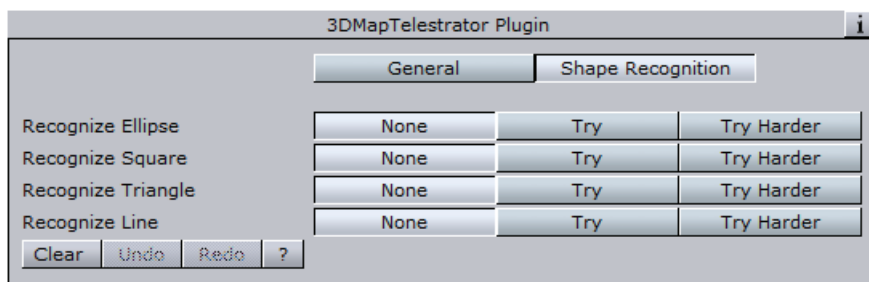 3DMapTelestrator Plugin i
General Shape Recognition
Recognize Ellipse None Try Try Harder
Recognize Square None Try Try Harder
Recognize Triangle None Try Try Harder
Recognize Line None Try Try Harder
Clear Undo Redo ?